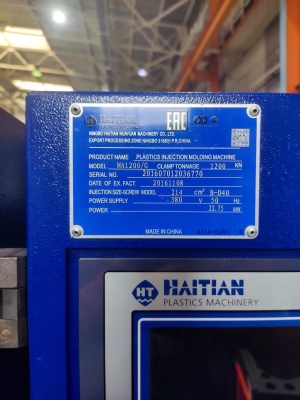 HAITIAN EAC
NINGBO HAITIAN HUAYUAN MACHINERY CO., LTD.
EXPORT PROCESSING ZONE NINGBO 315821 P.R.CHINA
PRODUCT NAME PLASTICS INJECTION MOLDING MACHINE
MODEL MA1200/G CLAMP TONNAGE 1200 KN
SERIAL NO. 201607012036770
DATE OF EX. FACT. 20161108
INJECTION SIZE-SCREW MODEL 214 cm³ B-D40
POWER SUPPLY 380 V 50 Hz
POWER 22.75 kW
MADE IN CHINA
HT HAITIAN
PLASTICS MACHINERY